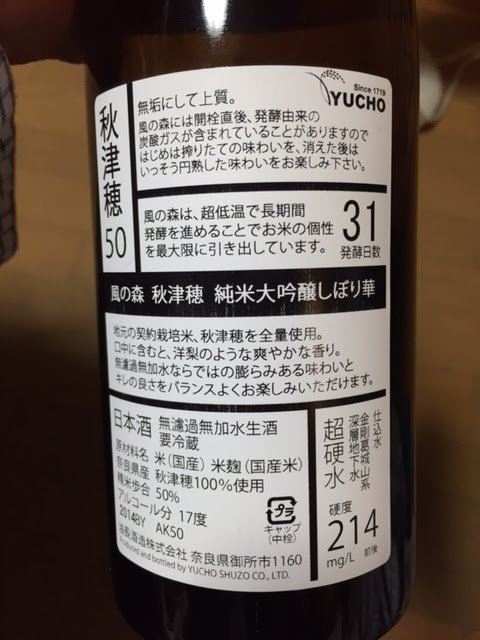 Since 1719
YUCHO
秋津穂50
無垢にして上質。
風の森には開栓直後、発酵由来の
炭酸ガスが含まれていることがありますので
はじめは搾りたての味わいを、消えた後は
いっそう円熟した味わいをお楽しみ下さい。
風の森は、超低温で長期間
発酵を進めることでお米の個性
を最大限に引き出しています。
31
発酵日数
風の森 秋津穂 純米大吟醸しぼり華
地元の契約栽培米、秋津穂を全量使用。
口中に含むと、洋梨のような爽やかな香り。
無濾過無加水ならではの膨らみある味わいと
キレの良さをバランスよくお楽しみいただけます。
日本酒 無濾過無加水生酒
要冷蔵
原材料名 米(国産) 米麹(国産米)
奈良県産 秋津穂100%使用
精米歩合 50%
アルコール分 17度
2014BY AK50
油長酒造株式会社 奈良県御所市1160
Produced and bottled by YUCHO SHUZO CO., LTD.
プラ
キャップ
(中栓)
仕込水
金剛葛城山系
深層地下水
超硬水
硬度
214
mg/L 前後